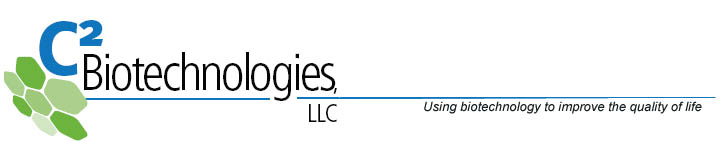 C²
Biotechnologies,
LLC
Using biotechnology to improve the quality of life